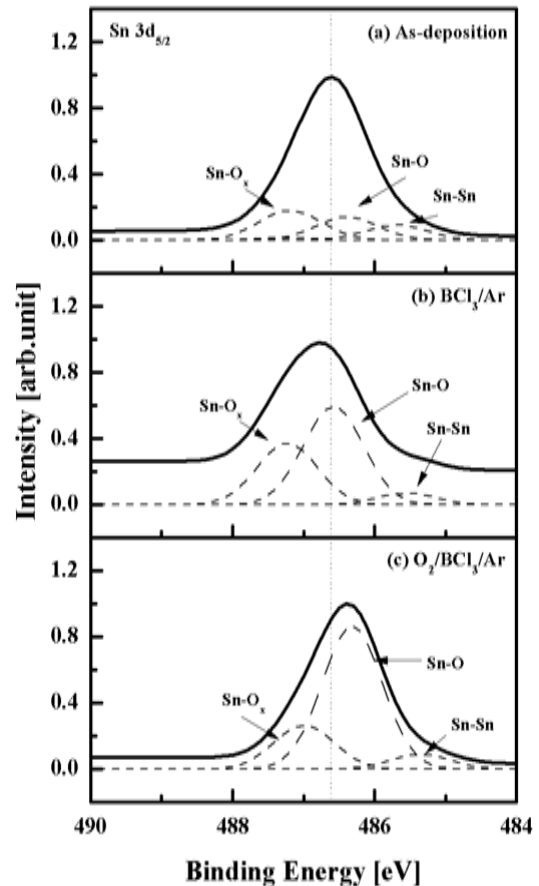 Sn 3d5/2
(a) As-deposition
1.2
0.8
0.4
0.0
Sn-Ox
Sn-O
Sn-Sn
(b) BCl3/Ar
1.2
0.8
0.4
0.0
Sn-Ox
Sn-O
Sn-Sn
(c) O2/BCl3/Ar
1.2
0.8
0.4
0.0
Sn-Ox
Sn-O
Sn-Sn
Intensity [arb.unit]
490
488
486
484
Binding Energy [eV]